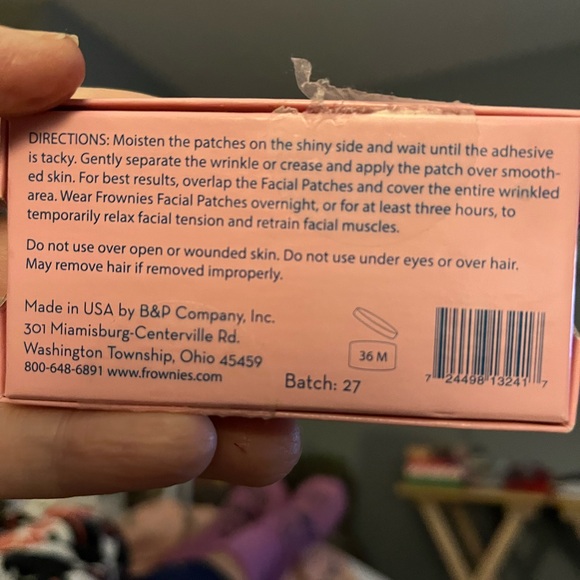 DIRECTIONS: Moisten the patches on the shiny side and wait until the adhesive
is tacky. Gently separate the wrinkle or crease and apply the patch over smooth-
ed skin. For best results, overlap the Facial Patches and cover the entire wrinkled
area. Wear Frownies Facial Patches overnight, or for at least three hours, to
temporarily relax facial tension and retrain facial muscles.
Do not use over open or wounded skin. Do not use under eyes or over hair.
May remove hair if removed improperly.
Made in USA by B&P Company, Inc.
301 Miamisburg-Centerville Rd.
Washington Township, Ohio 45459
800-648-6891 www.frownies.com
Batch: 27
36 M
7 24498 13241 7